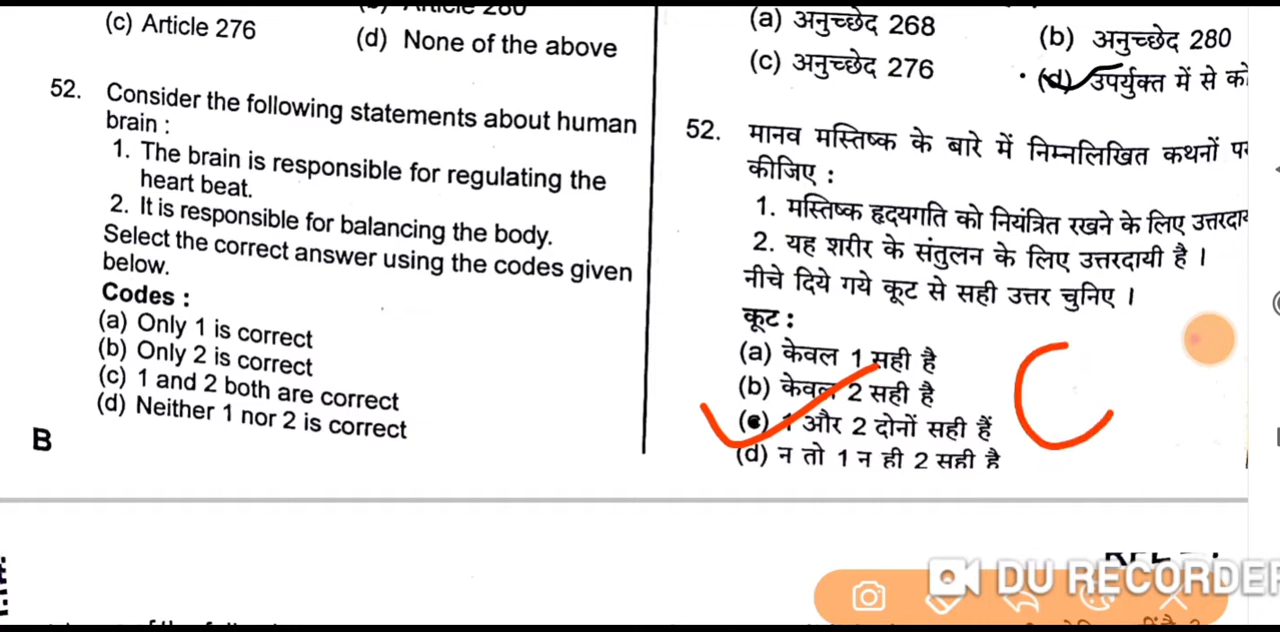 (c) Article 276
(d) None of the above
52. Consider the following statements about human
brain :
1. The brain is responsible for regulating the
heart beat.
2. It is responsible for balancing the body.
Select the correct answer using the codes given
below.
Codes :
(a) Only 1 is correct
(b) Only 2 is correct
(c) 1 and 2 both are correct
(d) Neither 1 nor 2 is correct
B
(a) अनुच्छेद 268
(b) अनुच्छेद 280
(c) अनुच्छेद 276
(d) उपर्युक्त में से
52. मानव मस्तिष्क के बारे में निम्नलिखित कथनों
कीजिए :
1. मस्तिष्क हृदयगति को नियंत्रित रखने के लिए
2. यह शरीर के संतुलन के लिए उत्तरदायी है ।
नीचे दिये गये कूट से सही उत्तर चुनिए ।
कूट :
(a) केवल 1 सही है
(b) केवल 2 सही है
(c) 1 और 2 दोनों सही हैं
(d) न तो 1 न ही 2 सही है
C
DU RECORDER